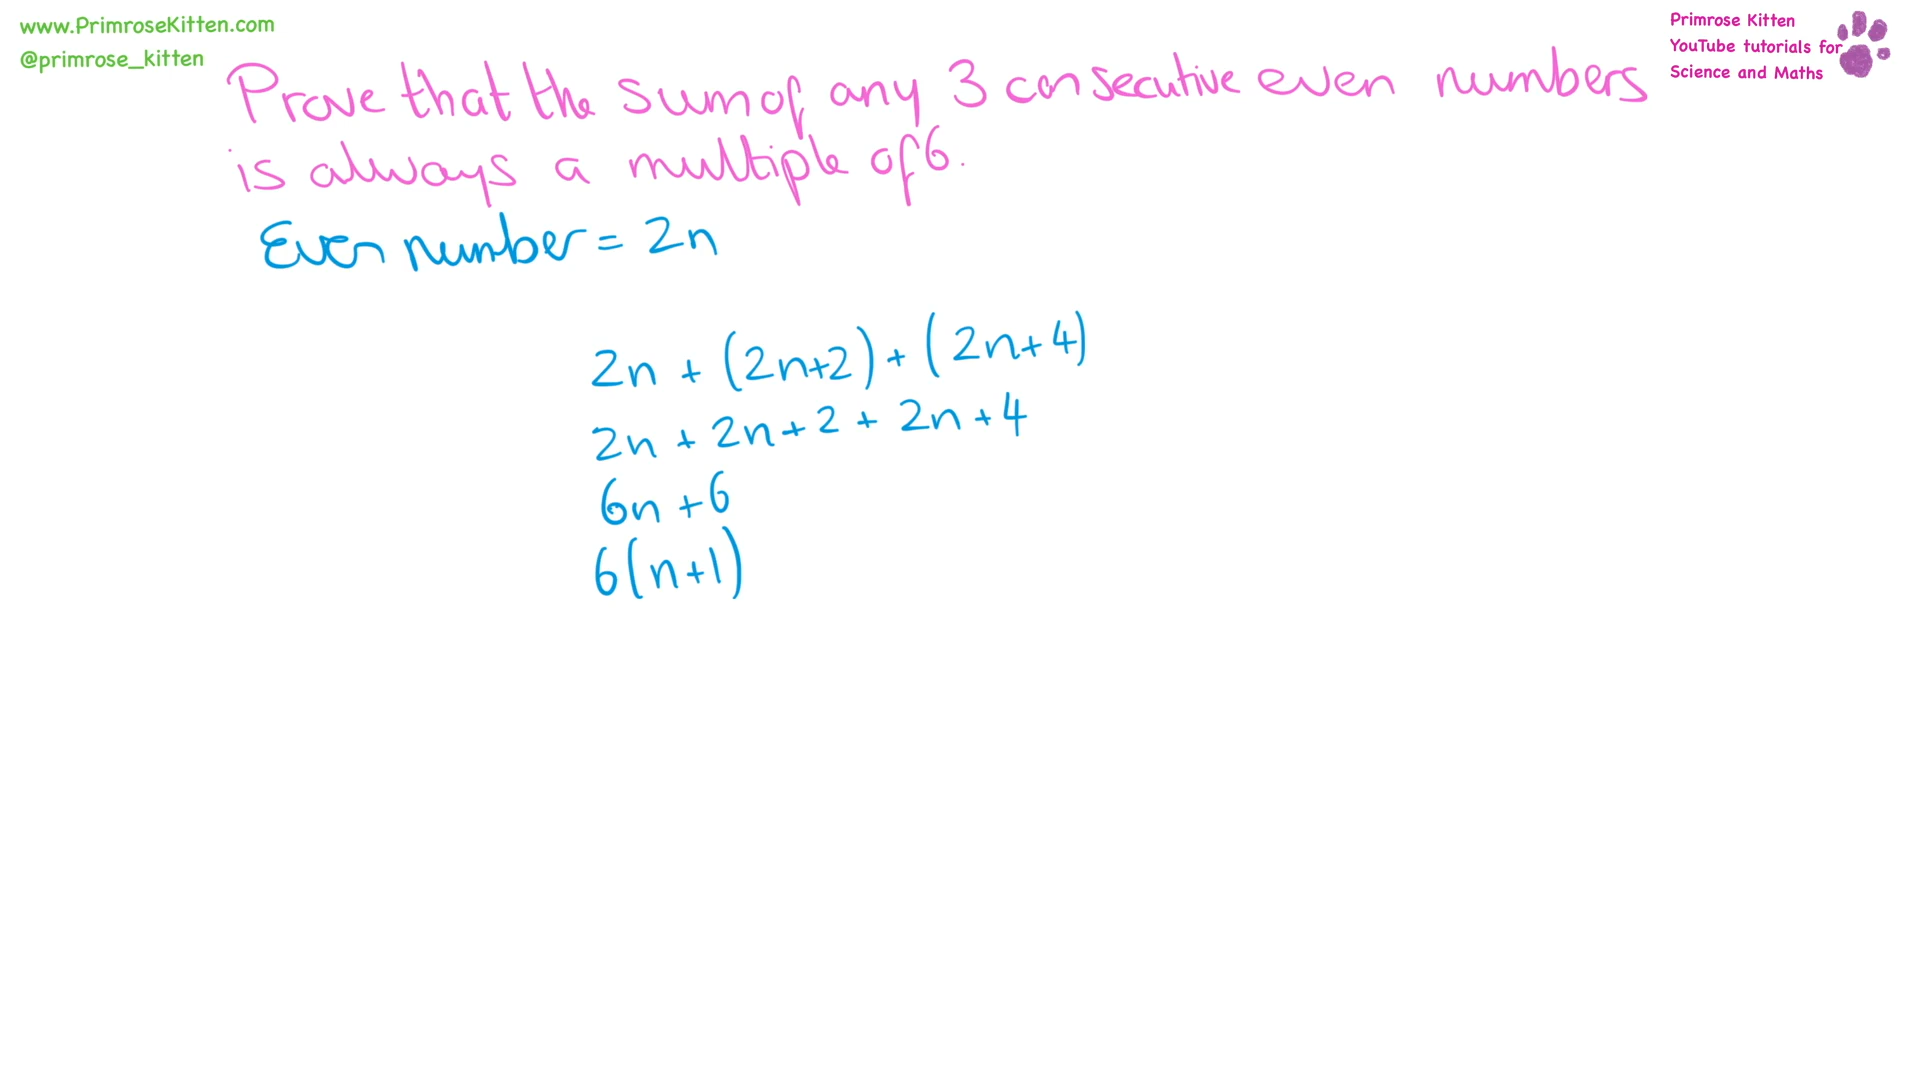 www.PrimroseKitten.com
@primrose_kitten
Primrose Kitten
YouTube tutorials for
Science and Maths
Prove that the sum of any 3 consecutive even numbers
is always a multiple of 6.
Even number = 2n
2n + (2n+2) + (2n+4)
2n + 2n + 2 + 2n + 4
6n + 6
6(n+1)